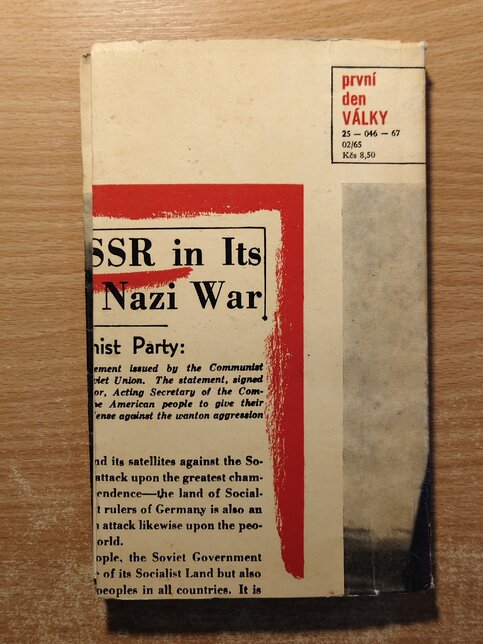 první
den
VÁLKY
25 — 046 — 67
02/65
Kčs 8,50
SSR in Its
Nazi War
nist Party:
ement issued by the Communist
viet Union. The statement, signed
or, Acting Secretary of the Com-
he American people to give their
fense against the wanton aggression
nd its satellites against the So-
attack upon the greatest cham-
endence—the land of Social-
t rulers of Germany is also an
attack likewise upon the peo-
orld.
ople, the Soviet Government
of its Socialist Land but also
peoples in all countries. It is